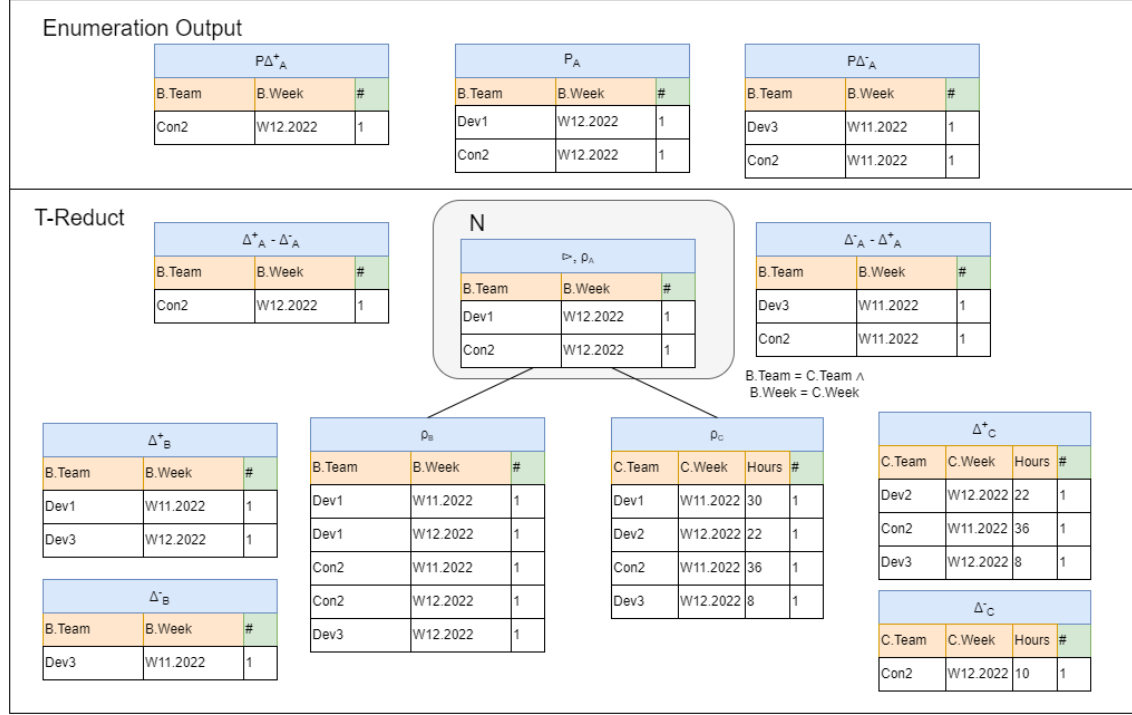 Enumeration Output
PΔ⁺A
B.Team B.Week #
Con2 W12.2022 1
PA
B.Team B.Week #
Dev1 W12.2022 1
Con2 W12.2022 1
PΔ⁻A
B.Team B.Week #
Dev3 W11.2022 1
Con2 W11.2022 1
T-Reduct
Δ⁺A - Δ⁻A
B.Team B.Week #
Con2 W12.2022 1
N
⊳, ρA
B.Team B.Week #
Dev1 W12.2022 1
Con2 W12.2022 1
Δ⁻A - Δ⁺A
B.Team B.Week #
Dev3 W11.2022 1
Con2 W11.2022 1
B.Team = C.Team ∧
B.Week = C.Week
Δ⁺B
B.Team B.Week #
Dev1 W11.2022 1
Dev3 W12.2022 1
Δ⁻B
B.Team B.Week #
Dev3 W11.2022 1
ρB
B.Team B.Week #
Dev1 W11.2022 1
Dev1 W12.2022 1
Con2 W11.2022 1
Con2 W12.2022 1
Dev3 W12.2022 1
ρC
C.Team C.Week Hours #
Dev1 W11.2022 30 1
Dev2 W12.2022 22 1
Con2 W11.2022 36 1
Dev3 W12.2022 8 1
Δ⁺C
C.Team C.Week Hours #
Dev2 W12.2022 22 1
Con2 W11.2022 36 1
Dev3 W12.2022 8 1
Δ⁻C
C.Team C.Week Hours #
Con2 W12.2022 10 1